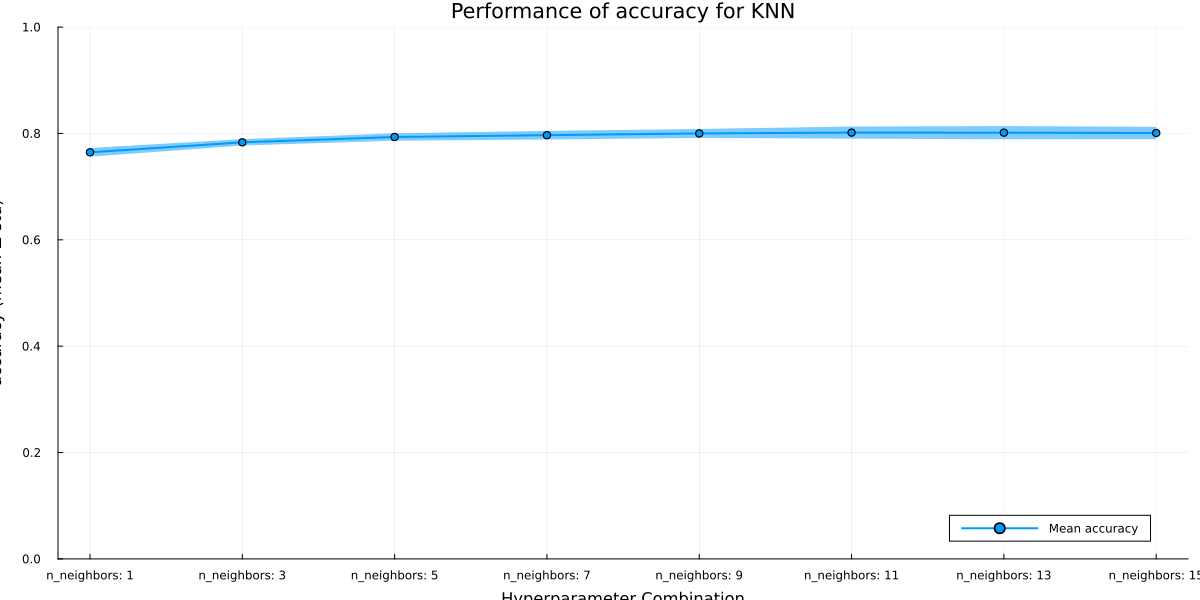 Performance of accuracy for KNN
1.0
0.8
0.6
0.4
0.2
0.0
Mean accuracy
n_neighbors: 1 n_neighbors: 3 n_neighbors: 5 n_neighbors: 7 n_neighbors: 9 n_neighbors: 11 n_neighbors: 13 n_neighbors: 15
Hyperparameter Combination